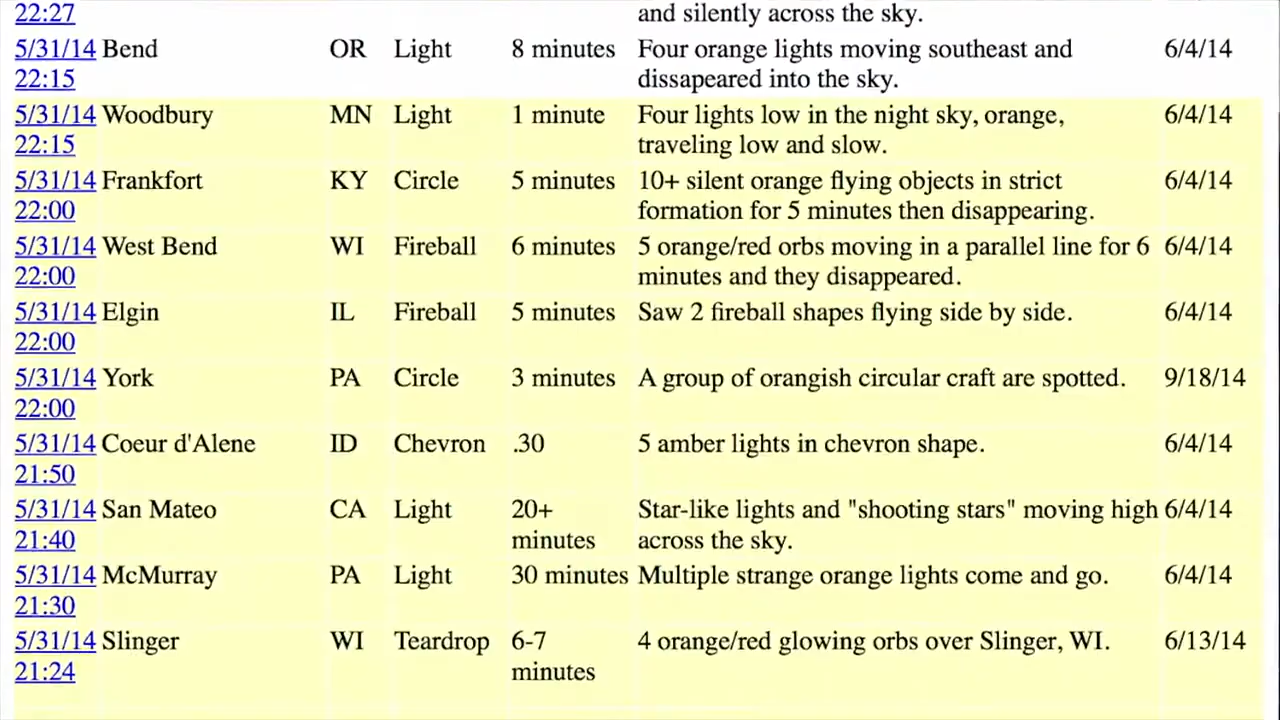 22:27 and silently across the sky.
5/31/14 Bend OR Light 8 minutes Four orange lights moving southeast and 6/4/14
22:15 dissapeared into the sky.
5/31/14 Woodbury MN Light 1 minute Four lights low in the night sky, orange, 6/4/14
22:15 traveling low and slow.
5/31/14 Frankfort KY Circle 5 minutes 10+ silent orange flying objects in strict 6/4/14
22:00 formation for 5 minutes then disappearing.
5/31/14 West Bend WI Fireball 6 minutes 5 orange/red orbs moving in a parallel line for 6 6/4/14
22:00 minutes and they disappeared.
5/31/14 Elgin IL Fireball 5 minutes Saw 2 fireball shapes flying side by side. 6/4/14
22:00
5/31/14 York PA Circle 3 minutes A group of orangish circular craft are spotted. 9/18/14
22:00
5/31/14 Coeur d'Alene ID Chevron .30 5 amber lights in chevron shape. 6/4/14
21:50
5/31/14 San Mateo CA Light 20+ Star-like lights and "shooting stars" moving high 6/4/14
21:40 minutes across the sky.
5/31/14 McMurray PA Light 30 minutes Multiple strange orange lights come and go. 6/4/14
21:30
5/31/14 Slinger WI Teardrop 6-7 4 orange/red glowing orbs over Slinger, WI. 6/13/14
21:24 minutes